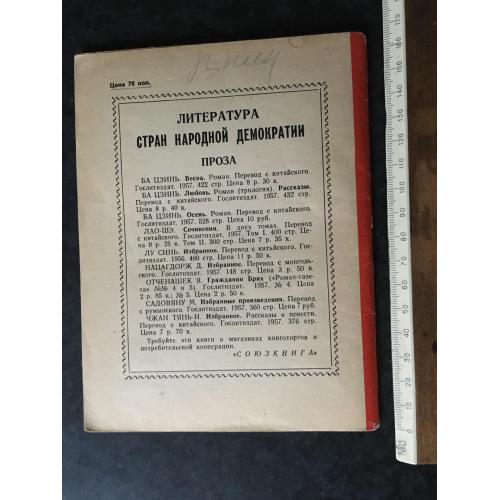 Цена 70 коп.
ЛИТЕРАТУРА
СТРАН НАРОДНОЙ ДЕМОКРАТИИ
ПРОЗА
БА ЦЗИНЬ. Весна. Роман. Перевод с китайского.
Гослитиздат. 1957. 422 стр. Цена 8 р. 30 к.
БА ЦЗИНЬ. Любовь. Роман (трилогия). Рассказы.
Перевод с китайского. Гослитиздат. 1957. 432 стр.
Цена 8 р. 40 к.
БА ЦЗИНЬ. Осень. Роман. Перевод с китайского.
Гослитиздат. 1957. 528 стр. Цена 10 руб.
ЛАО-ШЭ. Сочинения. В двух томах. Перевод
с китайского. Гослитиздат. 1957. Том I. 400 стр. Це-
на 8 р. 25 к. Том II. 300 стр. Цена 7 р. 35 к.
ЛУ СИНЬ. Избранное. Перевод с китайского. Гос-
литиздат. 1956. 480 стр. Цена 11 р. 50 к.
НАЦАГДОРЖ Д. Избранное. Перевод с монголь-
ского. Гослитиздат. 1957. 148 стр. Цена 3 р. 50 к.
ОТЧЕНАШЕК Я. Гражданин Брих («Роман-газе-
та» №№ 4 и 5). Гослитиздат. 1957. № 4. Цена
2 р. 85 к.; № 5. Цена 2 р. 50 к.
САДОВЯНУ М. Избранные произведения. Перевод
с румынского. Гослитиздат. 1957, 360 стр. Цена 7 руб.
ЧЖАН ТЯНЬ-И. Избранное. Рассказы и повести.
Перевод с китайского. Гослитиздат. 1957. 376 стр.
Цена 7 р. 70 к.
Требуйте эти книги в магазинах книготоргов и
потребительской кооперации.
«СОЮЗКНИГА»